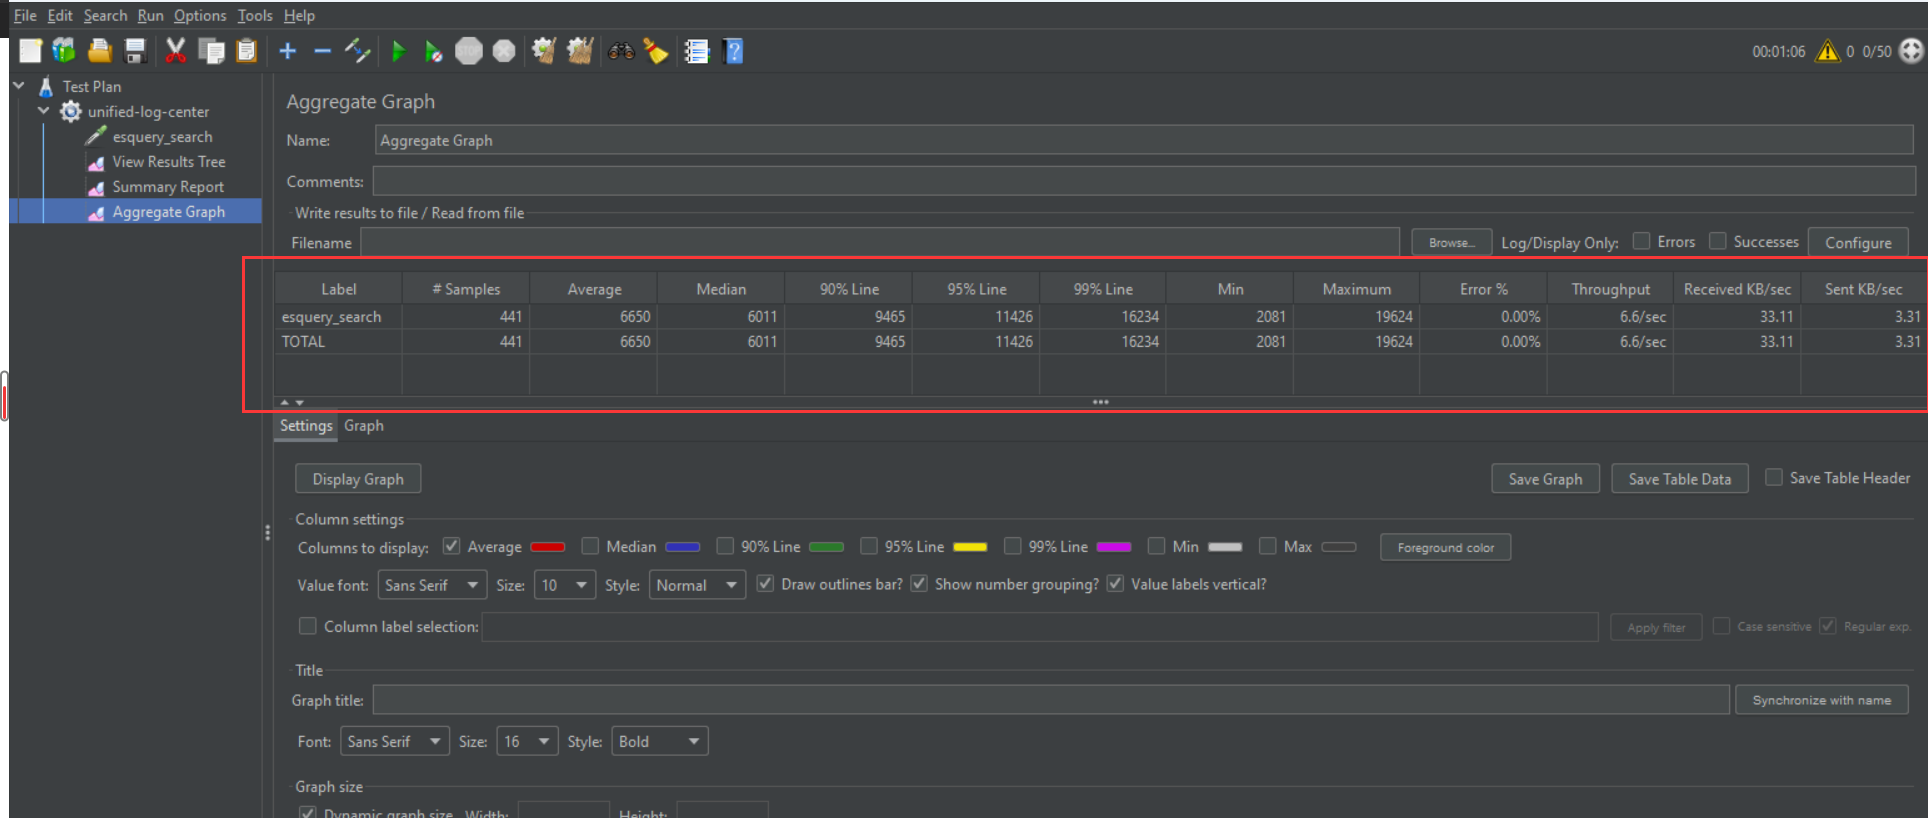 File Edit Search Run Options Tools Help
00:01:06 0 0/50
Test Plan
unified-log-center
esquery_search
View Results Tree
Summary Report
Aggregate Graph
Aggregate Graph
Name: Aggregate Graph
Comments:
Write results to file / Read from file
Filename Browse... Log/Display Only: Errors Successes Configure
Label # Samples Average Median 90% Line 95% Line 99% Line Min Maximum Error % Throughput Received KB/sec Sent KB/sec
esquery_search 441 6650 6011 9465 11426 16234 2081 19624 0.00% 6.6/sec 33.11 3.31
TOTAL 441 6650 6011 9465 11426 16234 2081 19624 0.00% 6.6/sec 33.11 3.31
Settings Graph
Display Graph Save Graph Save Table Data Save Table Header
Column settings
Columns to display: Average Median 90% Line 95% Line 99% Line Min Max Foreground color
Value font: Sans Serif Size: 10 Style: Normal Draw outlines bar? Show number grouping? Value labels vertical?
Column label selection: Apply filter Case sensitive Regular exp.
Title
Graph title: Synchronize with name
Font: Sans Serif Size: 16 Style: Bold
Graph size
Dynamic graph size Width: Height: